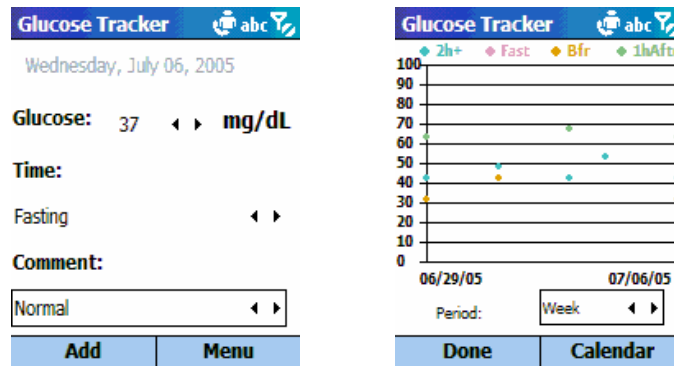 Glucose Tracker abc
Wednesday, July 06, 2005
Glucose: 37 mg/dL
Time:
Fasting
Comment:
Normal
Add Menu
Glucose Tracker abc
2h+ Fast Bfr 1hAft
100
90
80
70
60
50
40
30
20
10
0
06/29/05 07/06/05
Period: Week
Done Calendar